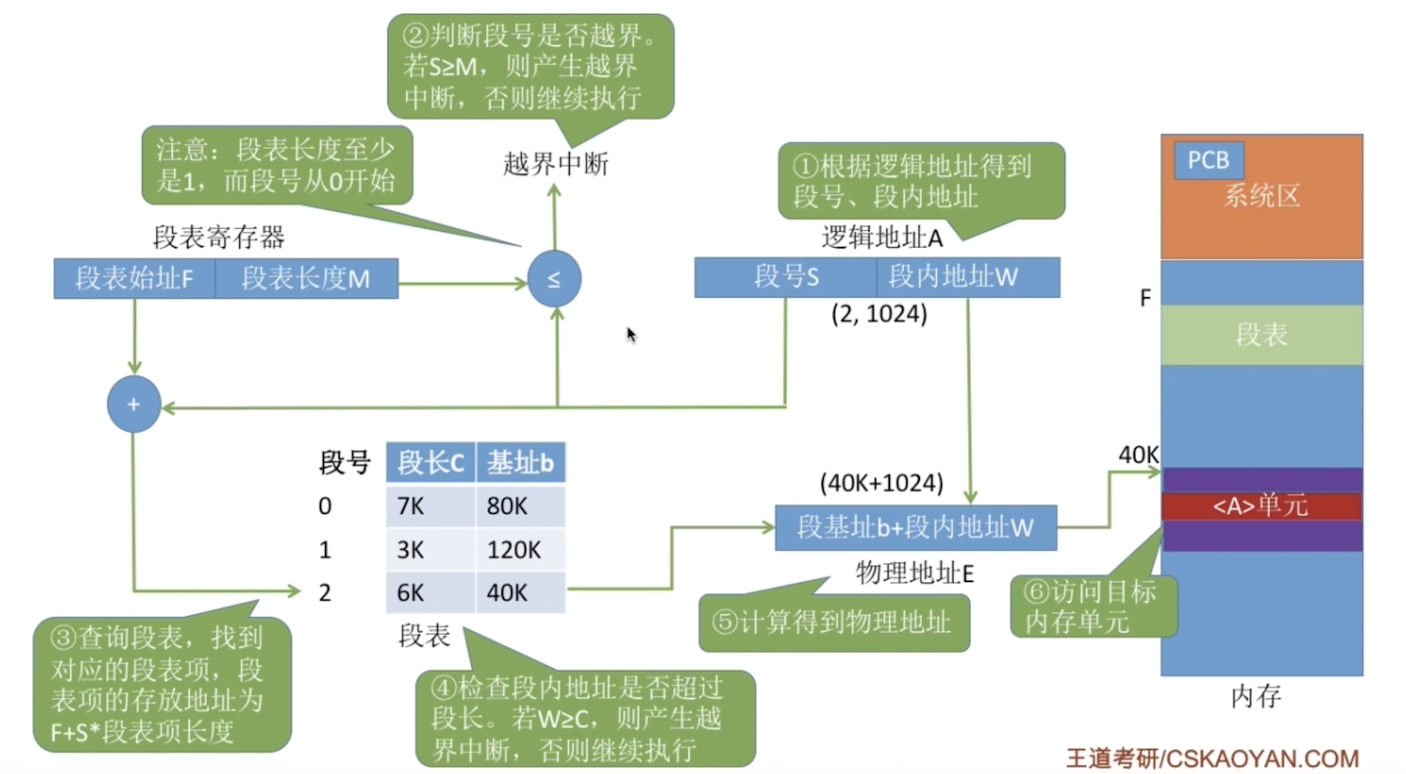 ②判断段号是否越界。
若S≥M，则产生越界
中断，否则继续执行
注意：段表长度至少
是1，而段号从0开始
越界中断
①根据逻辑地址得到
段号、段内地址
PCB
系统区
段表寄存器
逻辑地址A
段表始址F
段表长度M
≤
段号S
段内地址W
(2, 1024)
F
段表
+
段号
段长C
基址b
0
7K
80K
1
3K
120K
2
6K
40K
段表
(40K+1024)
段基址b+段内地址W
物理地址E
40K
<A>单元
③查询段表，找到
对应的段表项，段
表项的存放地址为
F+S*段表项长度
④检查段内地址是否超过
段长。若W≥C，则产生越
界中断，否则继续执行
⑤计算得到物理地址
⑥访问目标
内存单元
内存
王道考研/CSKAOYAN.COM